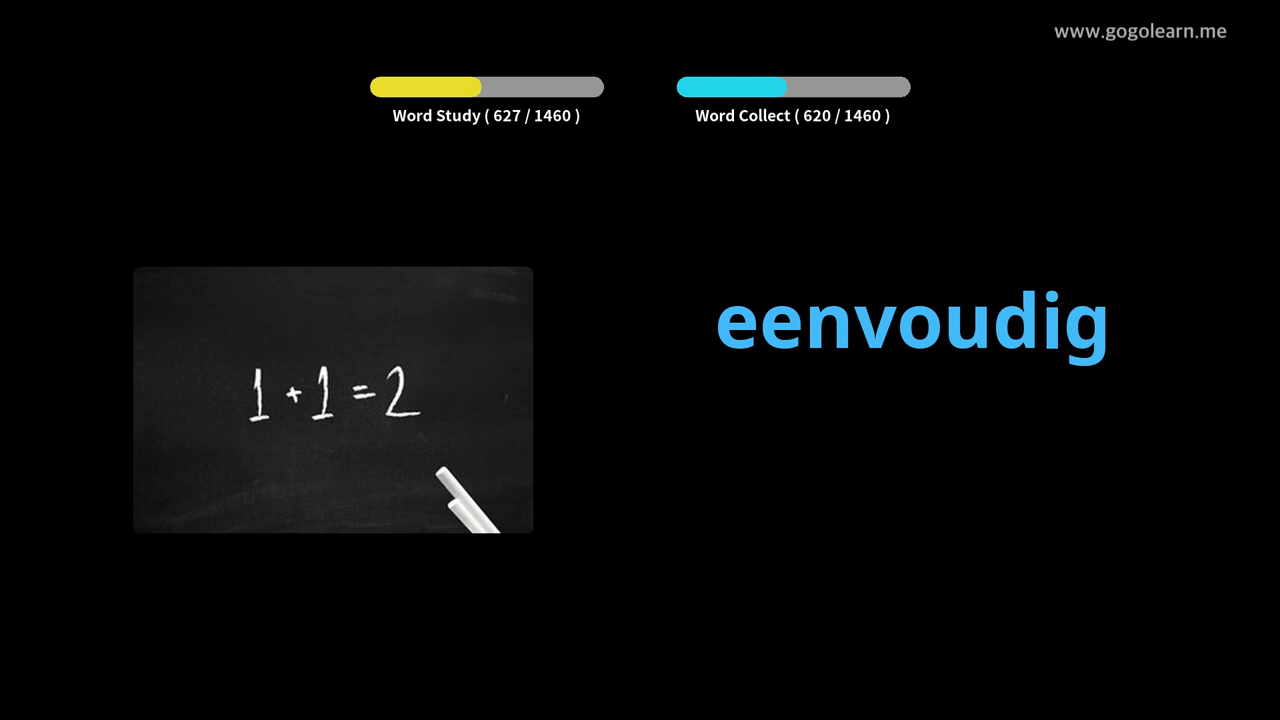 www.gogolearn.me
Word Study ( 627 / 1460 )
Word Collect ( 620 / 1460 )
eenvoudig
1 + 1 = 2